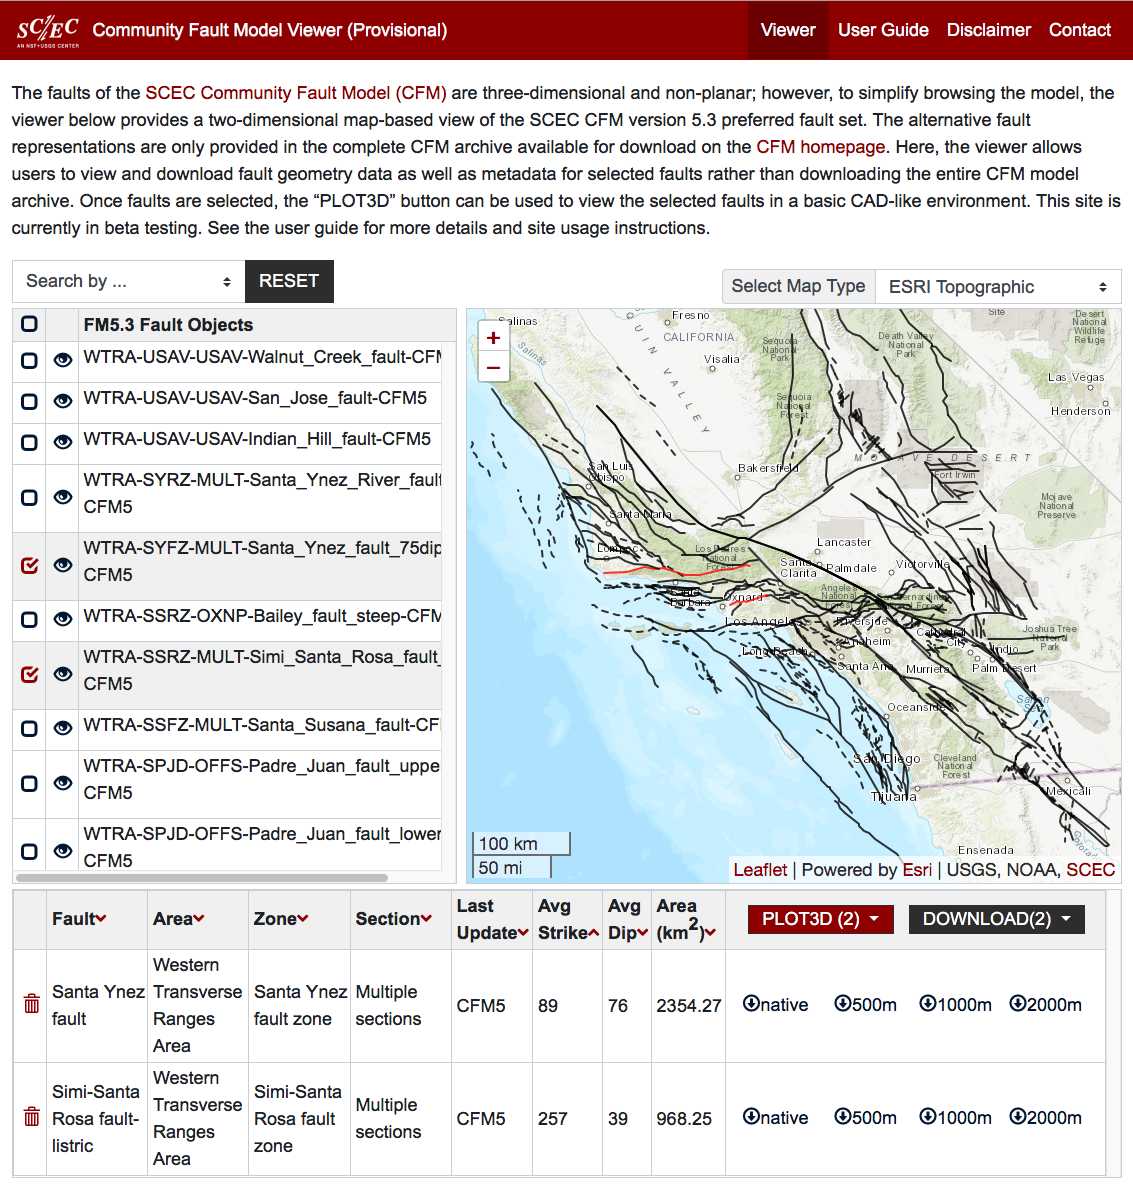 SC/EC
AN NSF+USGS CENTER
Community Fault Model Viewer (Provisional)
Viewer
User Guide
Disclaimer
Contact
The faults of the SCEC Community Fault Model (CFM) are three-dimensional and non-planar; however, to simplify browsing the model, the
viewer below provides a two-dimensional map-based view of the SCEC CFM version 5.3 preferred fault set. The alternative fault
representations are only provided in the complete CFM archive available for download on the CFM homepage. Here, the viewer allows
users to view and download fault geometry data as well as metadata for selected faults rather than downloading the entire CFM model
archive. Once faults are selected, the “PLOT3D” button can be used to view the selected faults in a basic CAD-like environment. This site is
currently in beta testing. See the user guide for more details and site usage instructions.
Search by ...
RESET
Select Map Type
ESRI Topographic
FM5.3 Fault Objects
WTRA-USAV-USAV-Walnut_Creek_fault-CFM
WTRA-USAV-USAV-San_Jose_fault-CFM5
WTRA-USAV-USAV-Indian_Hill_fault-CFM5
WTRA-SYRZ-MULT-Santa_Ynez_River_fault
CFM5
WTRA-SYFZ-MULT-Santa_Ynez_fault_75dip
CFM5
WTRA-SSRZ-OXNP-Bailey_fault_steep-CFM
WTRA-SSRZ-MULT-Simi_Santa_Rosa_fault_
CFM5
WTRA-SSFZ-MULT-Santa_Susana_fault-CF
WTRA-SPJD-OFFS-Padre_Juan_fault_upper
CFM5
WTRA-SPJD-OFFS-Padre_Juan_fault_lower
CFM5
+
−
Salinas
Salinas
Fresno
CALIFORNIA
Visalia
Sequoia
National
Park
Sequoia
National
Forest
Death Valley
National
Park
Site
Desert
National
Wildlife
Refuge
Las Vegas
Henderson
UIN VALLEY
MOJAVE DESERT
Fort Irwin
Mojave
National
Preserve
San Luis
Obispo
Bakersfield
Santa Maria
Lompoc
Los Padres
National
Forest
Lancaster
Santa
Clarita
Palmdale
Victorville
Santa
Barbara
Oxnard
Angeles
National
Forest
San Bernardino
National Forest
Los Angeles
Riverside
Anaheim
Long Beach
Santa Ana
Cathedral
City
Indio
Joshua Tree
National
Park
Murrieta
Palm Desert
Salton
Sea
Oceanside
San Diego
Cleveland
National
Forest
Tijuana
Mexicali
Colorado
Ensenada
100 km
50 mi
Leaflet | Powered by Esri | USGS, NOAA, SCEC
Fault
Area
Zone
Section
Last
Update
Avg
Strike
Avg
Dip
Area
(km2)
PLOT3D (2)
DOWNLOAD(2)
Santa Ynez
fault
Western
Transverse
Ranges
Area
Santa Ynez
fault zone
Multiple
sections
CFM5
89
76
2354.27
native
500m
1000m
2000m
Simi-Santa
Rosa fault-
listric
Western
Transverse
Ranges
Area
Simi-Santa
Rosa fault
zone
Multiple
sections
CFM5
257
39
968.25
native
500m
1000m
2000m